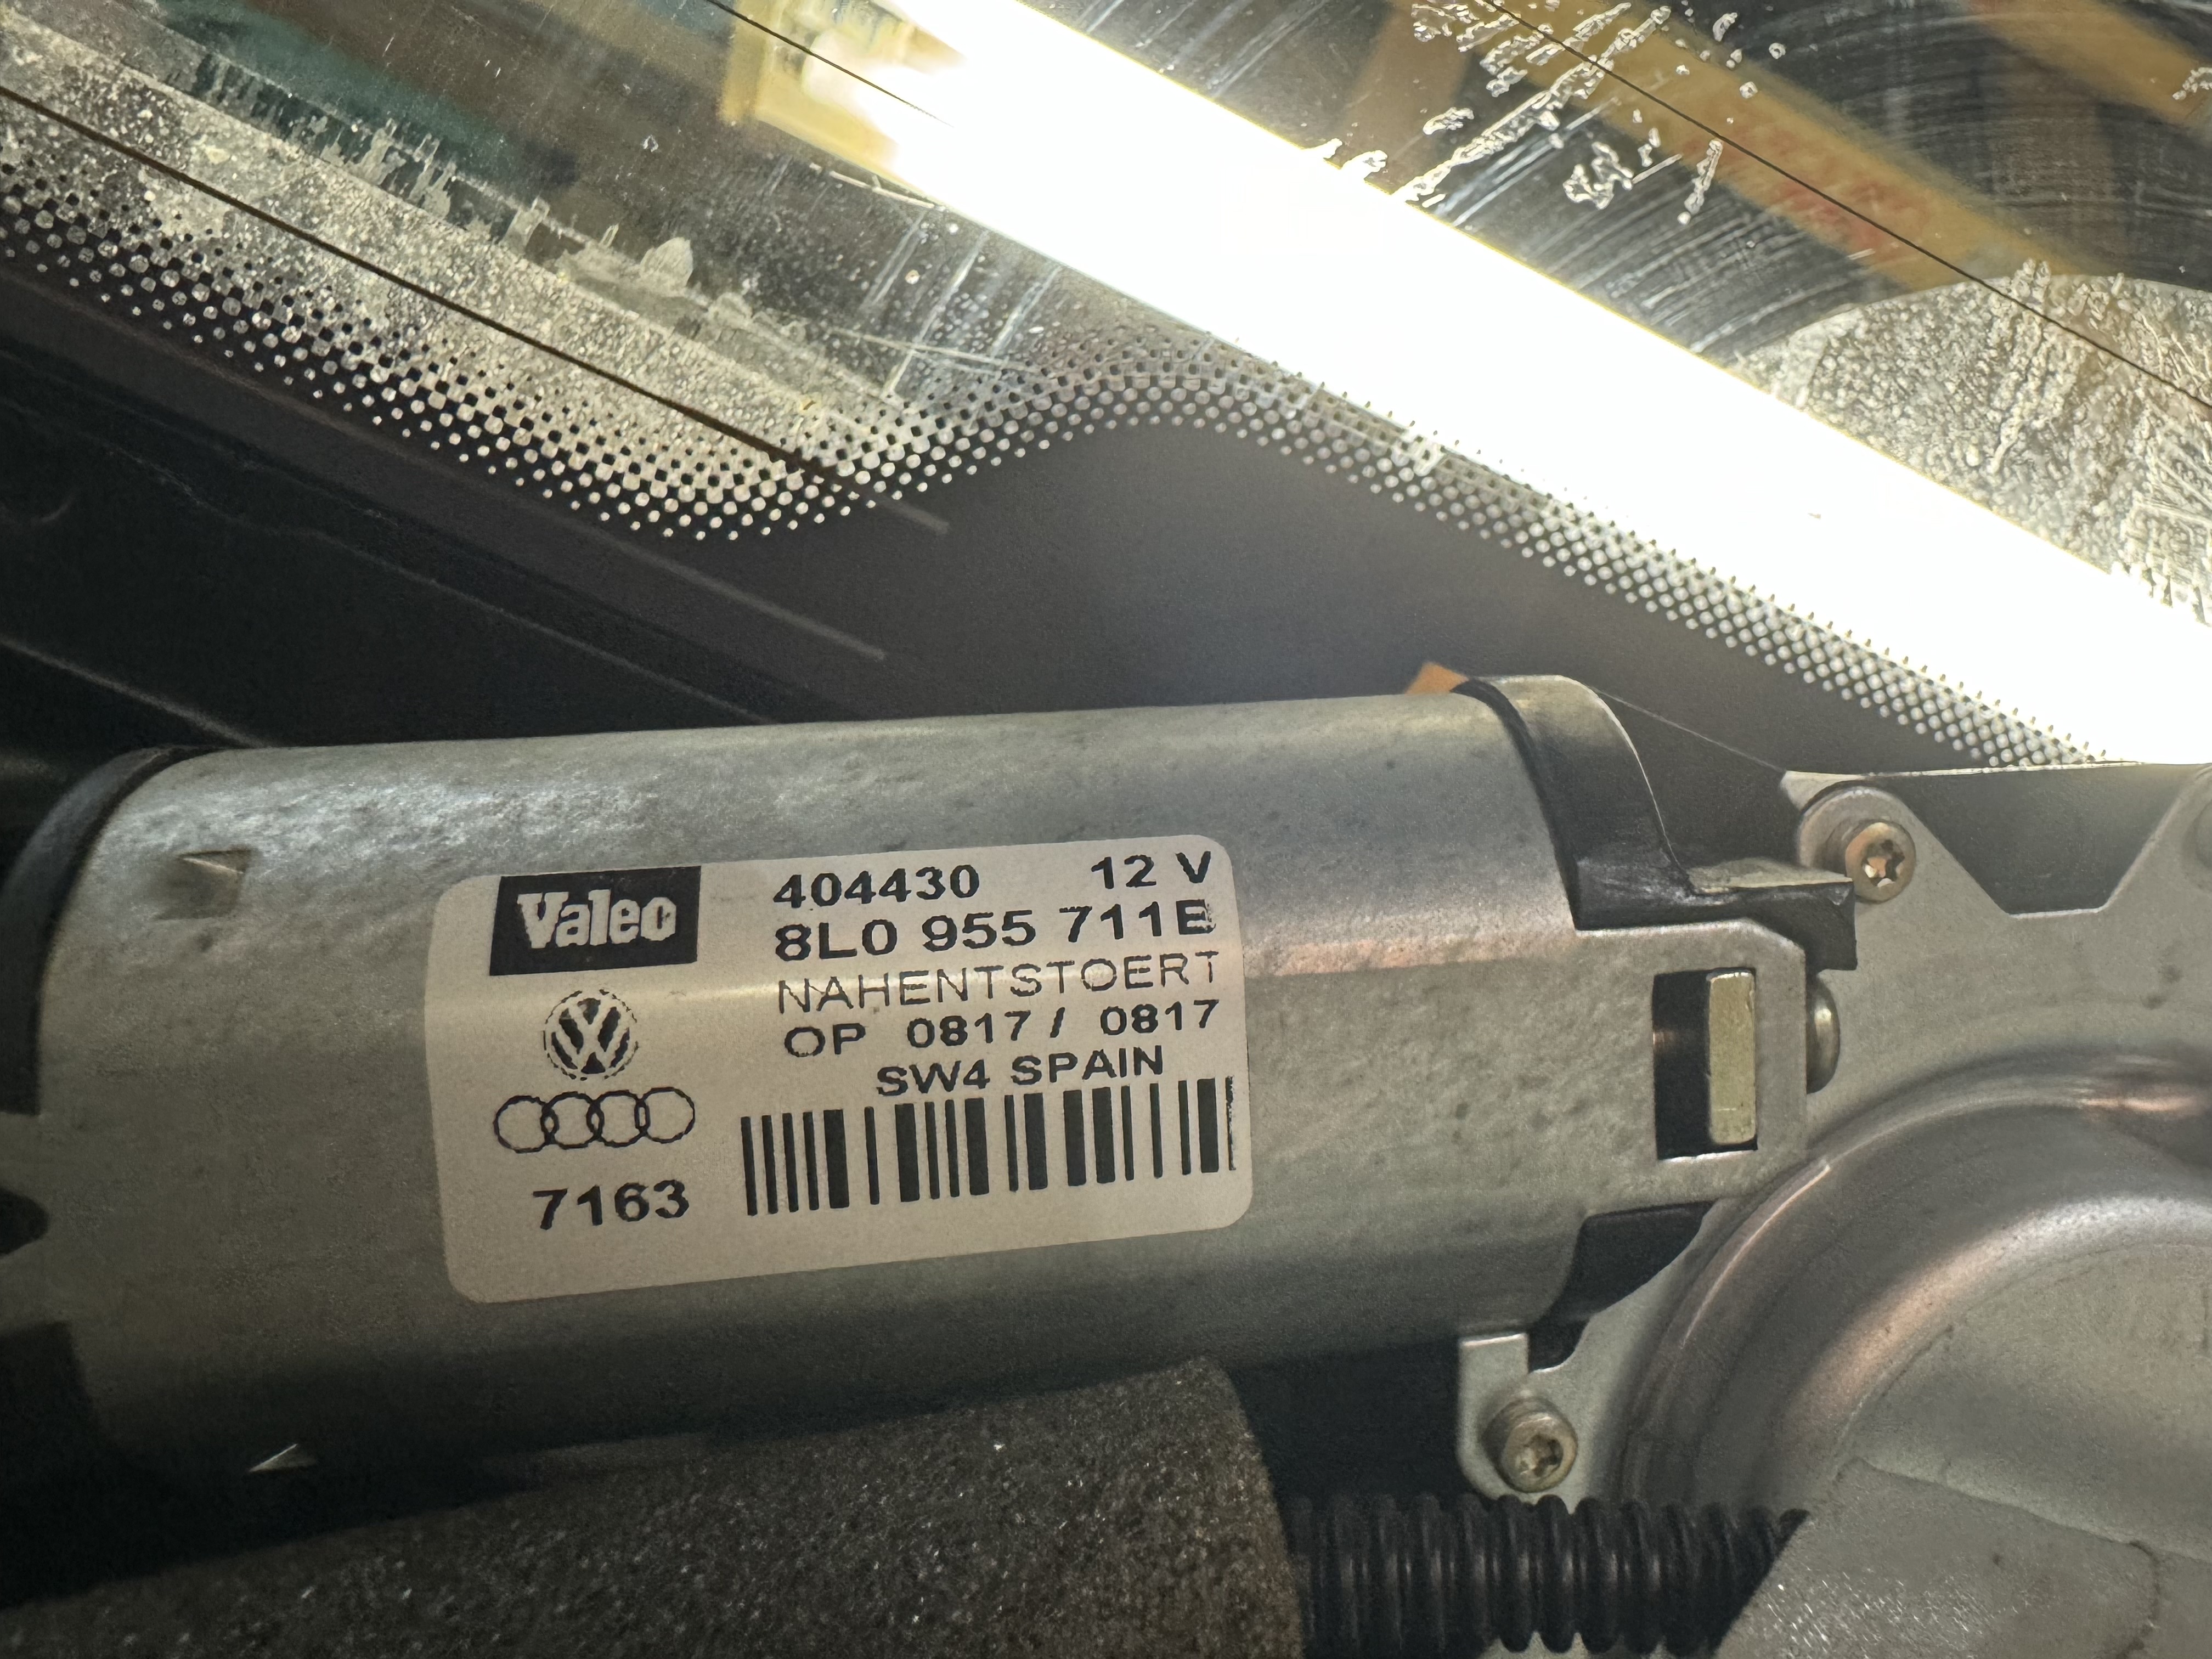 Valeo 404430 12 V
8L0 955 711E
NAHENTSTOERT
OP 0817 / 0817
SW4 SPAIN
7163